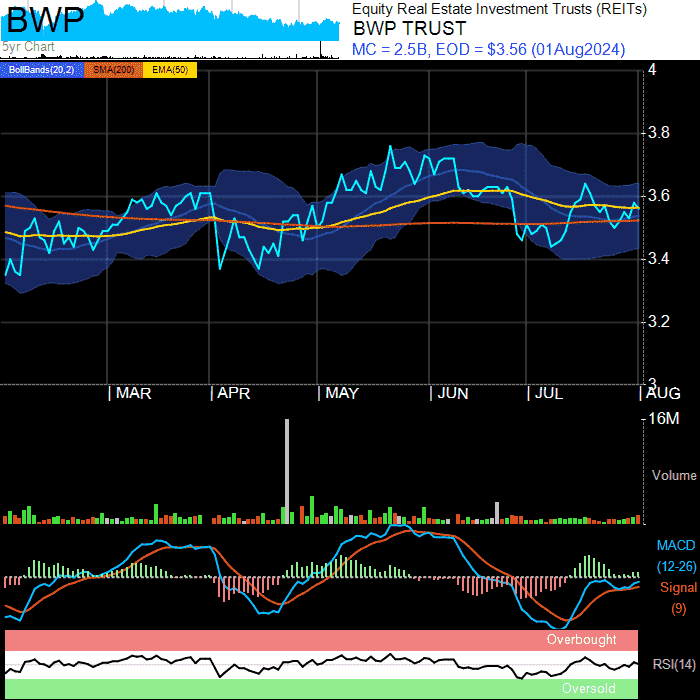 BWP
5yr Chart
Equity Real Estate Investment Trusts (REITs)
BWP TRUST
MC = 2.5B, EOD = $3.56 (01Aug2024)
BollBands(20,2) SMA(200) EMA(50)
4
3.8
3.6
3.4
3.2
3
MAR APR MAY JUN JUL AUG
16M
Volume
MACD
(12-26)
Signal
(9)
Overbought
RSI(14)
Oversold